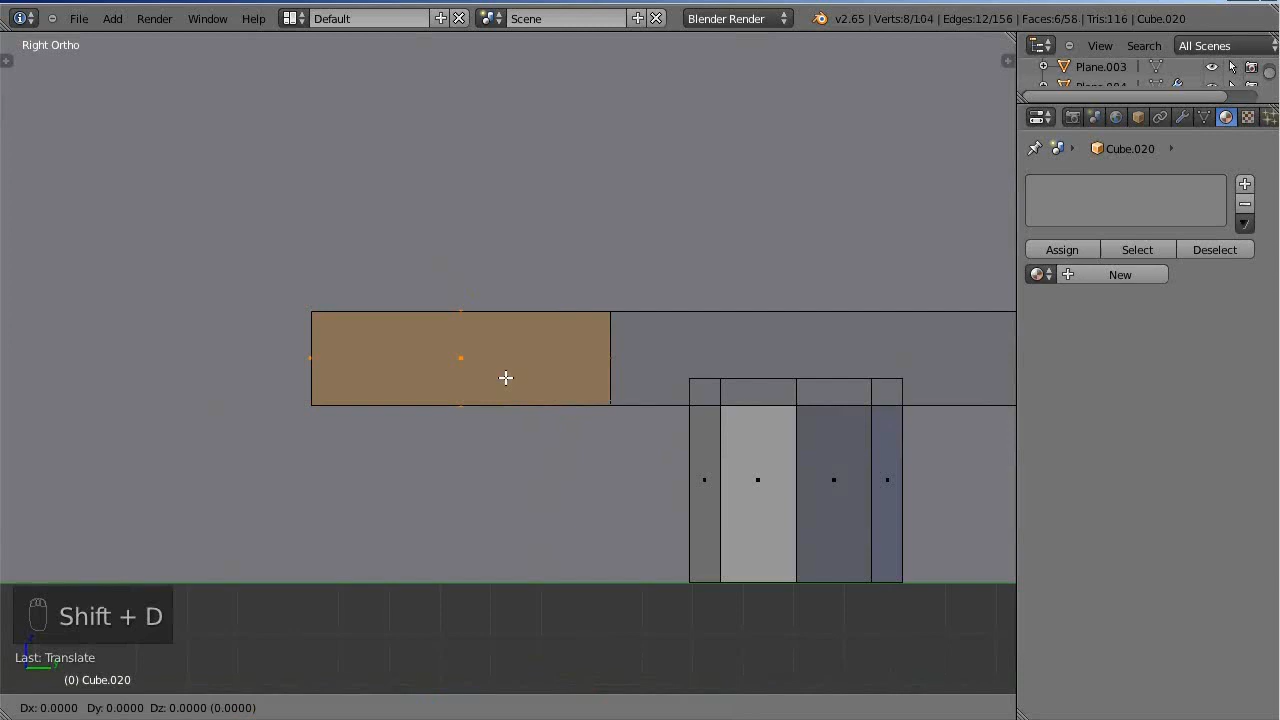 File Add Render Window Help Default Scene Blender Render v2.65 | Verts:8/104 | Edges:12/156 | Faces:6/58 | Tris:116 | Cube.020
Right Ortho
View Search All Scenes
Plane.003
Plane.004
Cube.020
Assign Select Deselect
New
Shift + D
Last: Translate
(0) Cube.020
Dx: 0.0000 Dy: 0.0000 Dz: 0.0000 (0.0000)